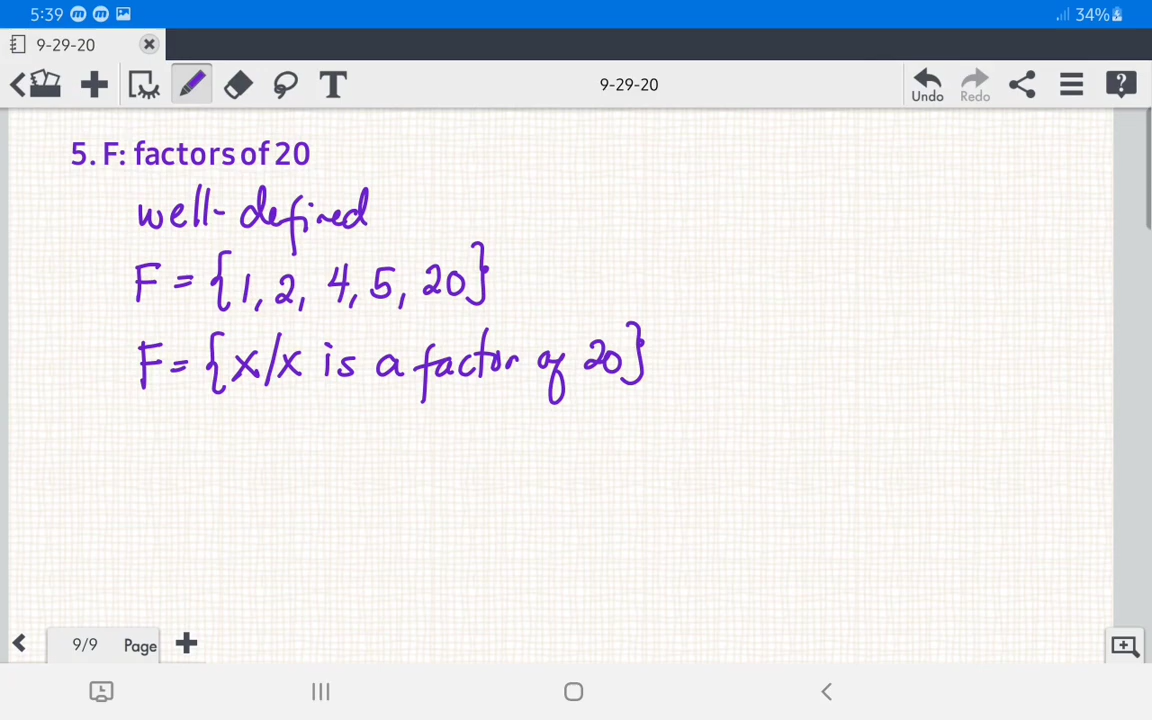 5:39 34%
9-29-20
9-29-20 Undo Redo
5. F: factors of 20
well-defined
F = {1, 2, 4, 5, 20}
F = {x/x is a factor of 20}
9/9 Page